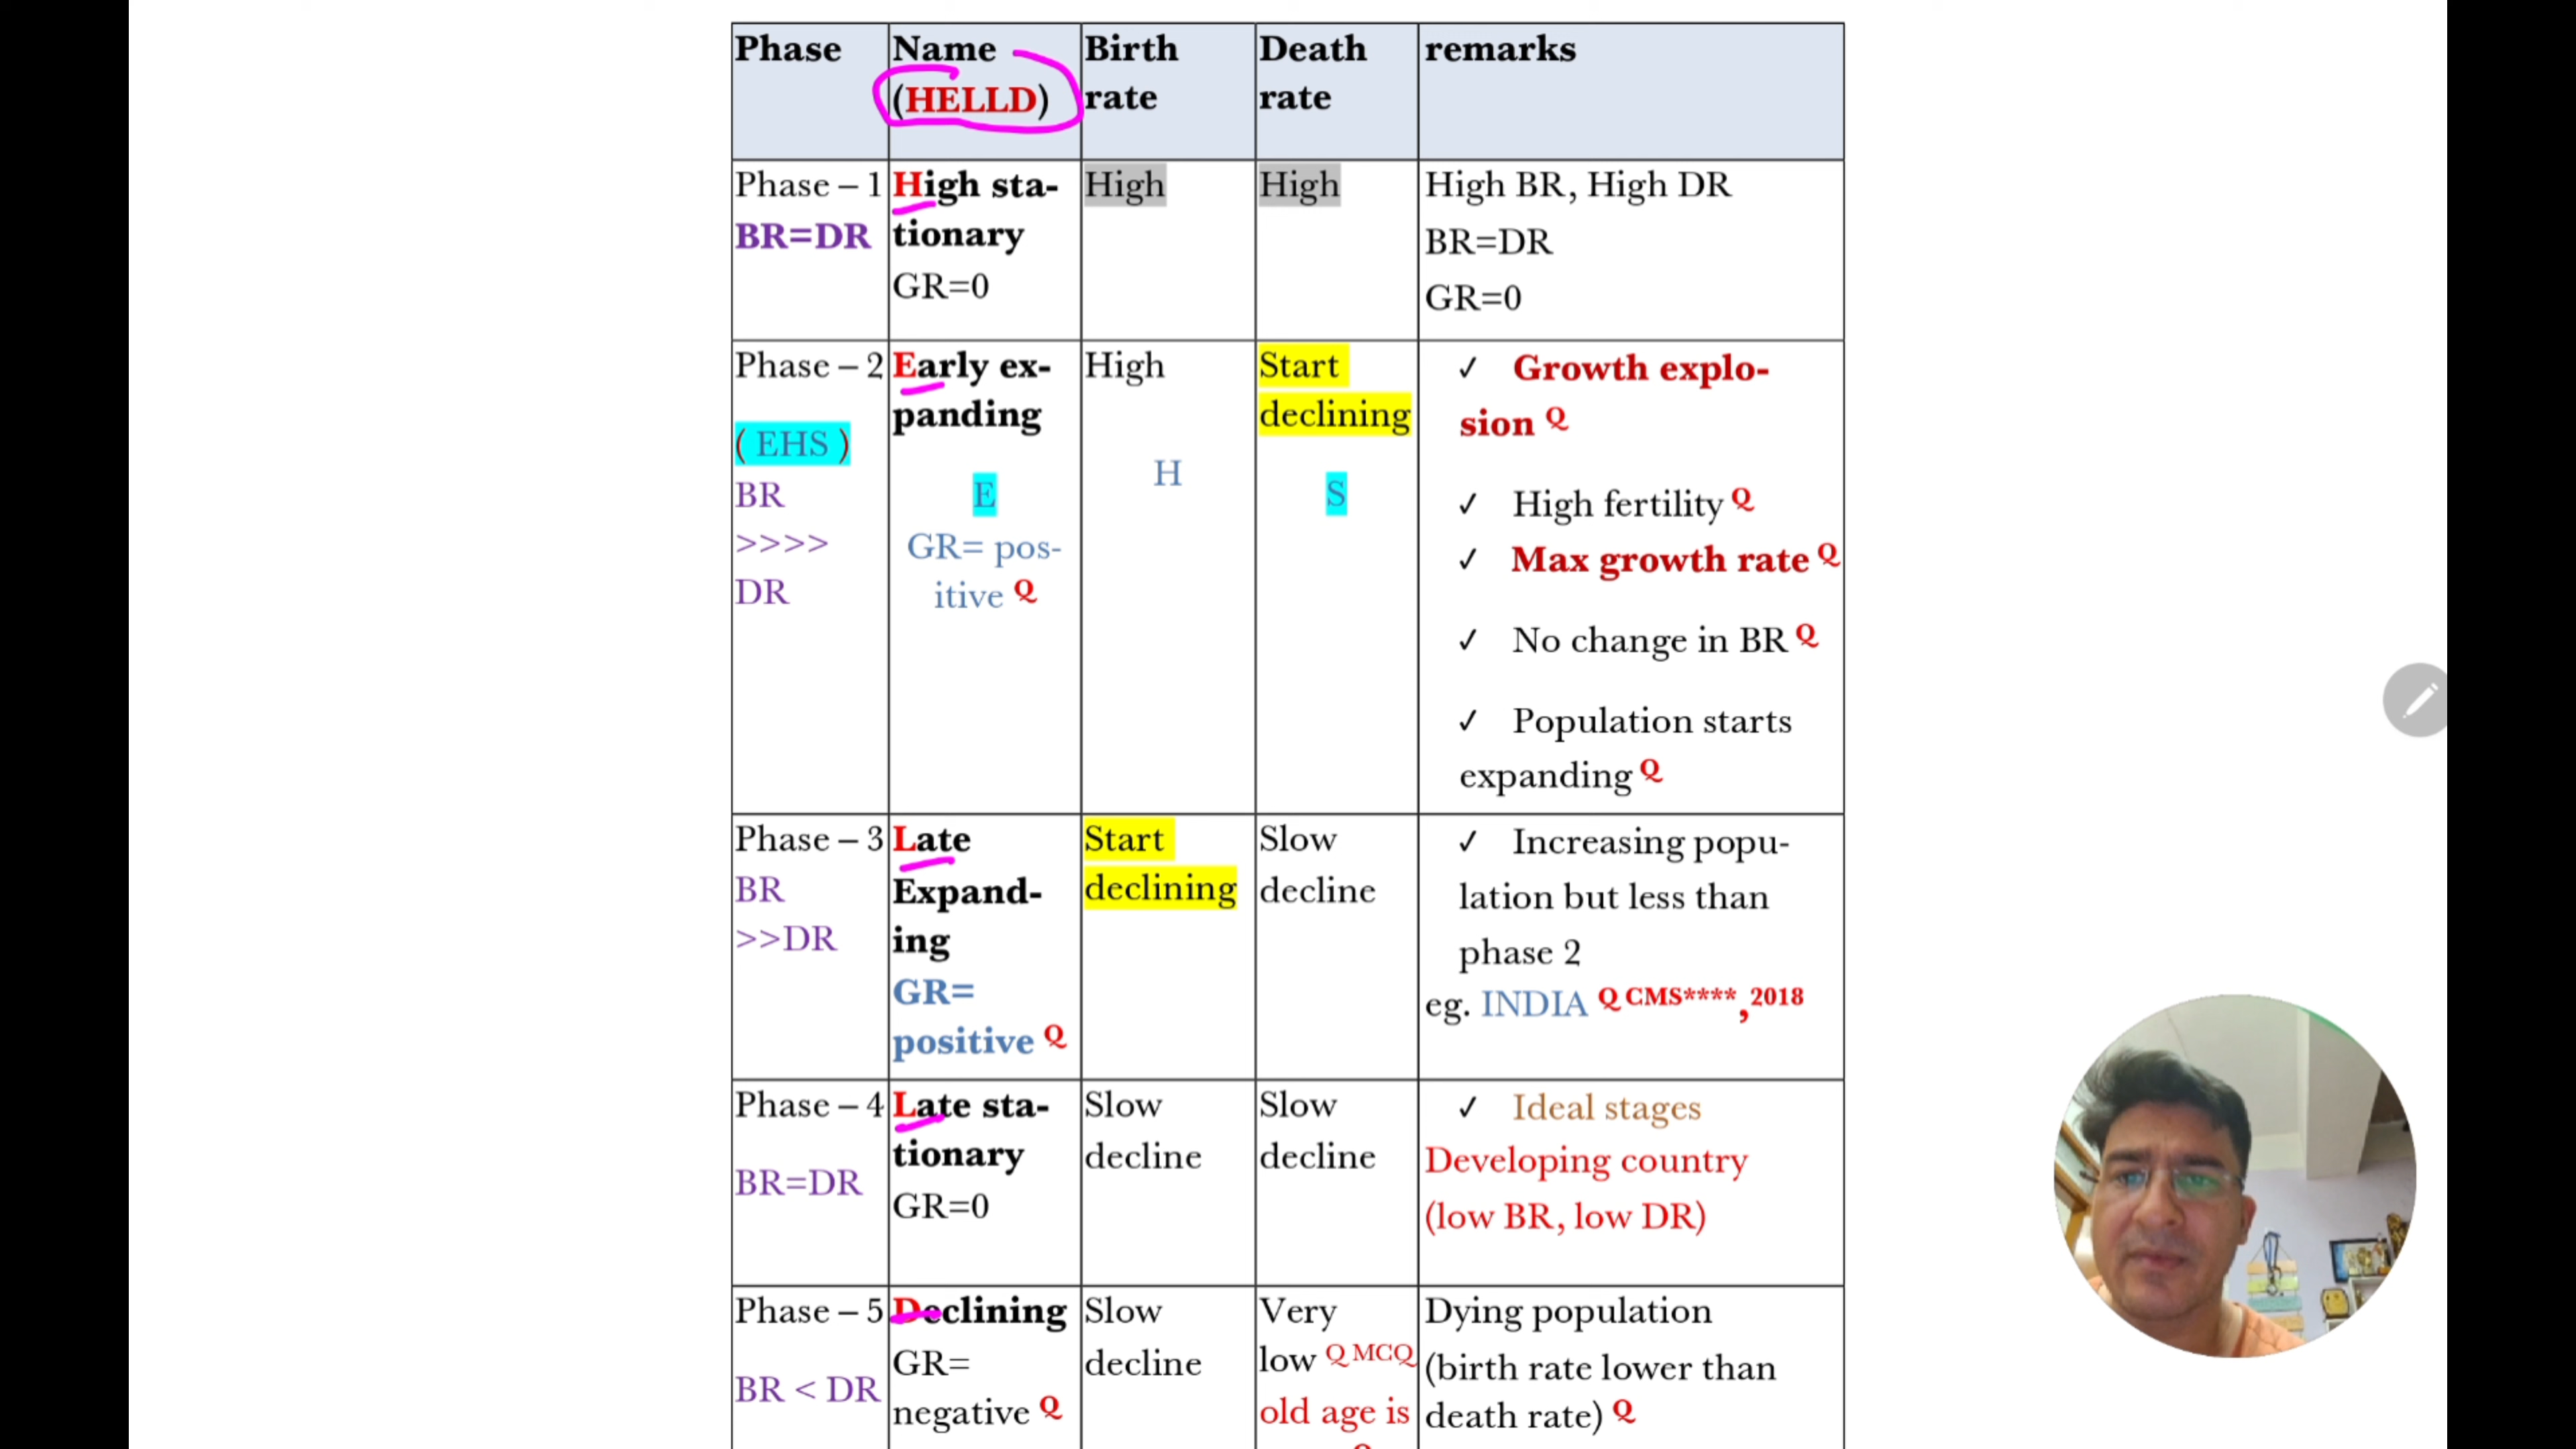 Phase
Name
(HELLD)
Birth
rate
Death
rate
remarks
Phase – 1
BR=DR
High sta-
tionary
GR=0
High
High
High BR, High DR
BR=DR
GR=0
Phase – 2
( EHS )
BR
>>>>
DR
Early ex-
panding
E
GR= pos-
itive Q
High
H
Start
declining
S
✓ Growth explo-
sion Q
✓ High fertility Q
✓ Max growth rate Q
✓ No change in BR Q
✓ Population starts
expanding Q
Phase – 3
BR
>>DR
Late
Expand-
ing
GR=
positive Q
Start
declining
Slow
decline
✓ Increasing popu-
lation but less than
phase 2
eg. INDIA Q CMS****,2018
Phase – 4
BR=DR
Late sta-
tionary
GR=0
Slow
decline
Slow
decline
✓ Ideal stages
Developing country
(low BR, low DR)
Phase – 5
BR < DR
Declining
GR=
negative Q
Slow
decline
Very
low Q MCQ
old age is
Dying population
(birth rate lower than
death rate) Q